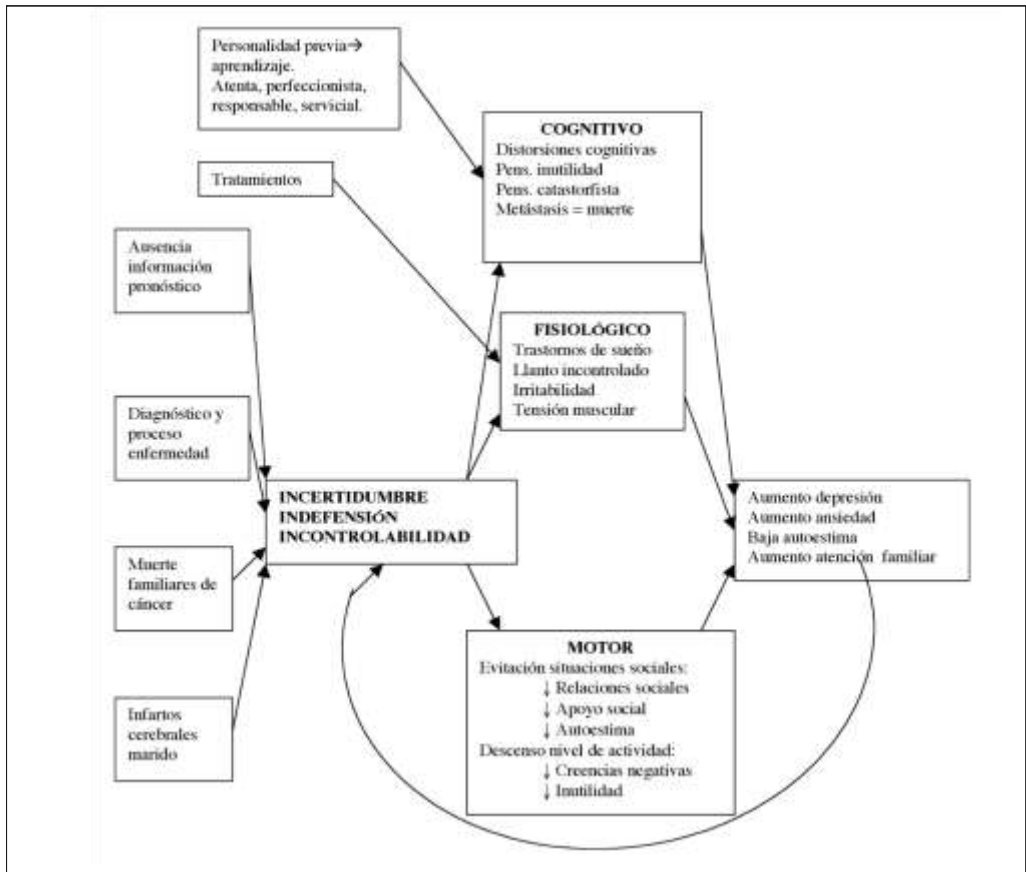 Personalidad previa→
aprendizaje.
Atenta, perfeccionista,
responsable, servicial.
COGNITIVO
Distorsiones cognitivas
Pens. inutilidad
Pens. catastorfista
Metástasis = muerte
Tratamientos
Ausencia
información
pronóstico
FISIOLÓGICO
Trastornos de sueño
Llanto incontrolado
Irritabilidad
Tensión muscular
Diagnóstico y
proceso
enfermedad
INCERTIDUMBRE
INDEFENSIÓN
INCONTROLABILIDAD
Aumento depresión
Aumento ansiedad
Baja autoestima
Aumento atención familiar
Muerte
familiares de
cáncer
MOTOR
Evitación situaciones sociales:
↓ Relaciones sociales
↓ Apoyo social
↓ Autoestima
Descenso nivel de actividad:
↓ Creencias negativas
↓ Inutilidad
Infartos
cerebrales
marido